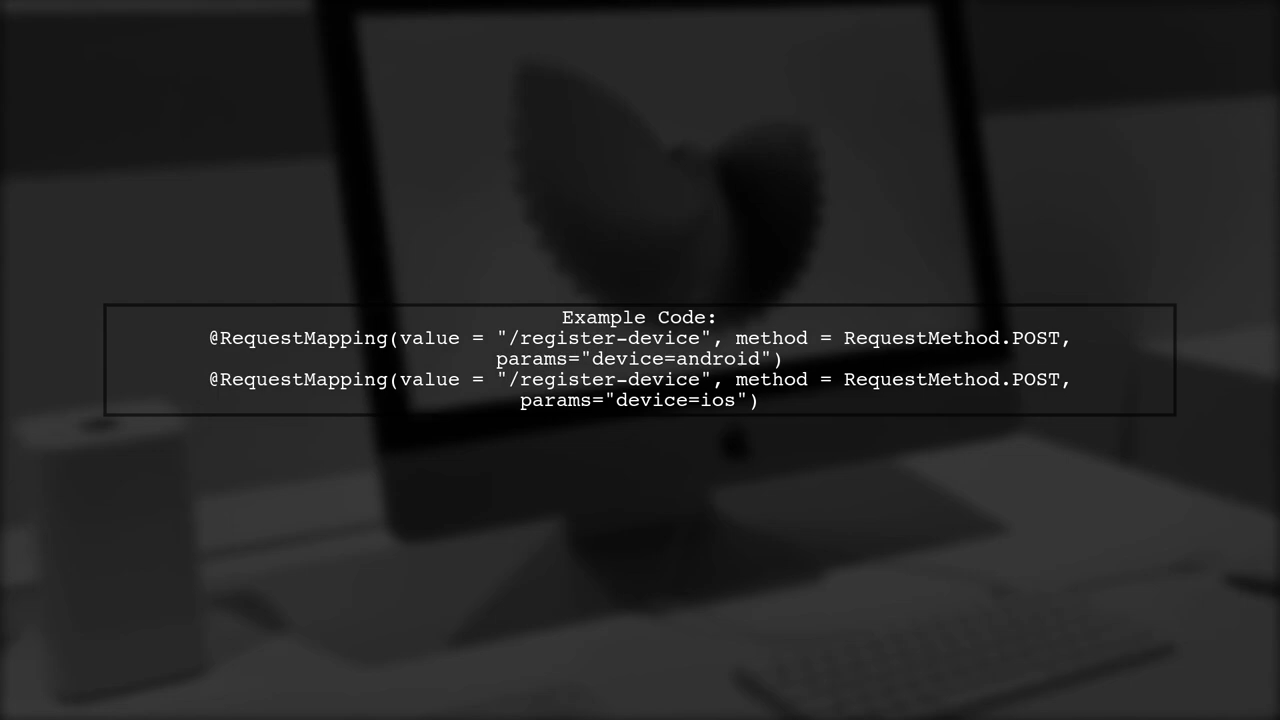 Example Code:
@RequestMapping(value = "/register-device", method = RequestMethod.POST,
params="device=android")
@RequestMapping(value = "/register-device", method = RequestMethod.POST,
params="device=ios")